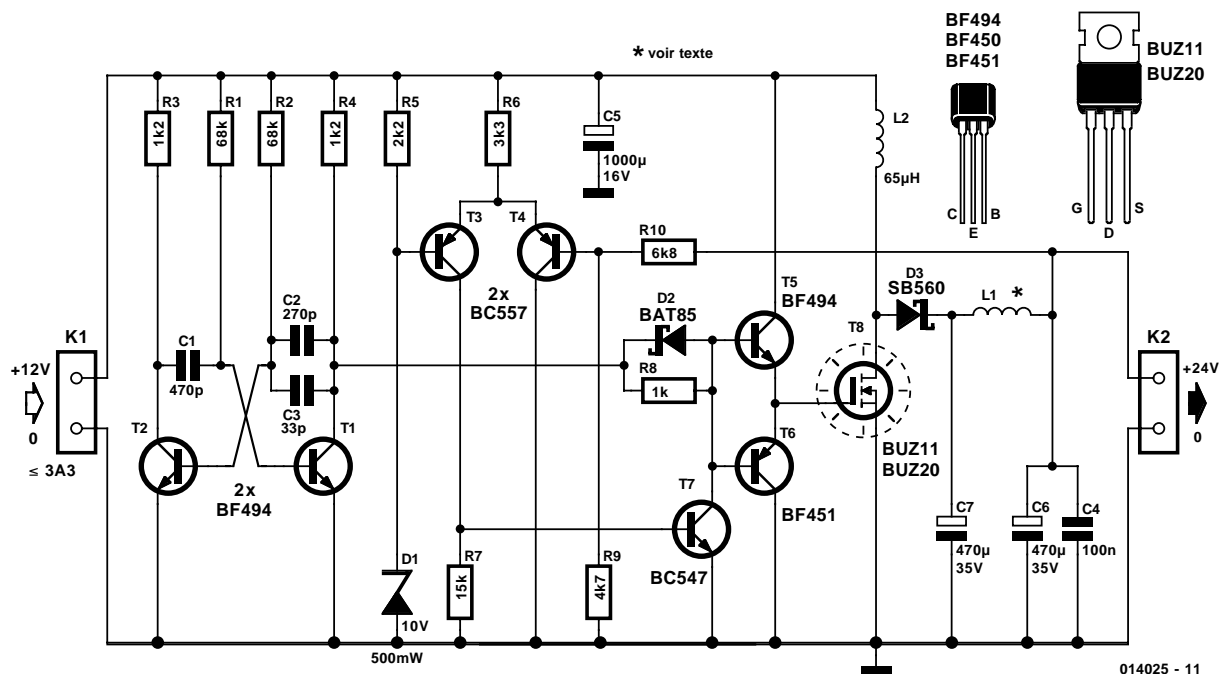 * voir texte
BF494
BF450
BF451
BUZ11
BUZ20
R3
1k2
R1
68k
R2
68k
R4
1k2
R5
2k2
R6
3k3
C5
1000µ
16V
L2
65µH
C
E
B
G
D
S
T3
T4
2x
BC557
R10
6k8
D2
BAT85
R8
1k
T5
BF494
D3
SB560
L1
*
T8
BUZ11
BUZ20
K1
+12V
0
≤ 3A3
C1
470p
C2
270p
C3
33p
T2
T1
2x
BF494
T6
BF451
T7
BC547
K2
+24V
0
C7
470µ
35V
C6
470µ
35V
C4
100n
D1
10V
500mW
R7
15k
R9
4k7
014025 - 11